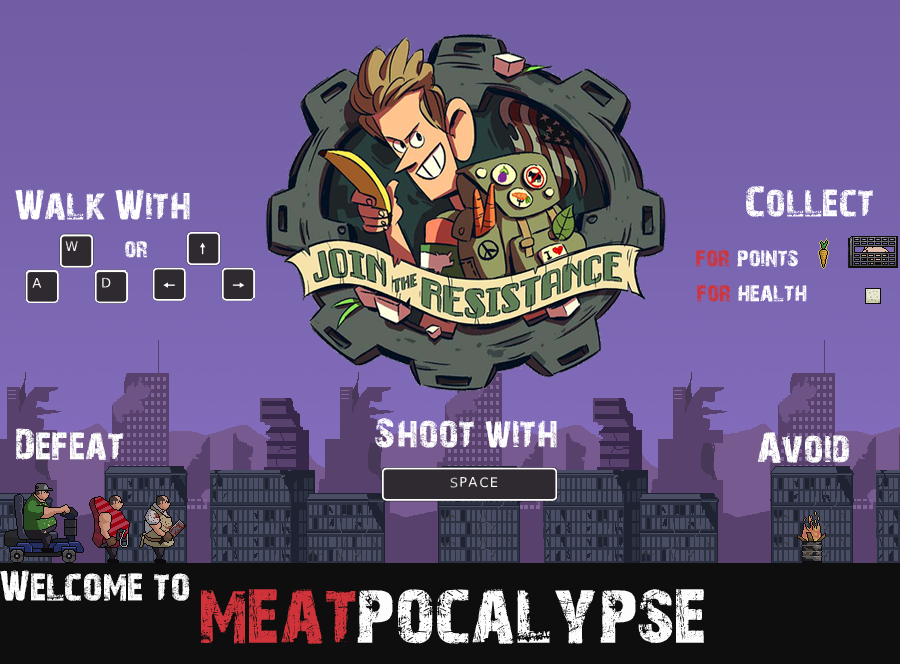 JOIN THE RESISTANCE
WALK WITH
W OR ↑
A D ← →
COLLECT
FOR POINTS
FOR HEALTH
I ♥
DEFEAT
SHOOT WITH
SPACE
AVOID
WELCOME TO
MEATPOCALYPSE